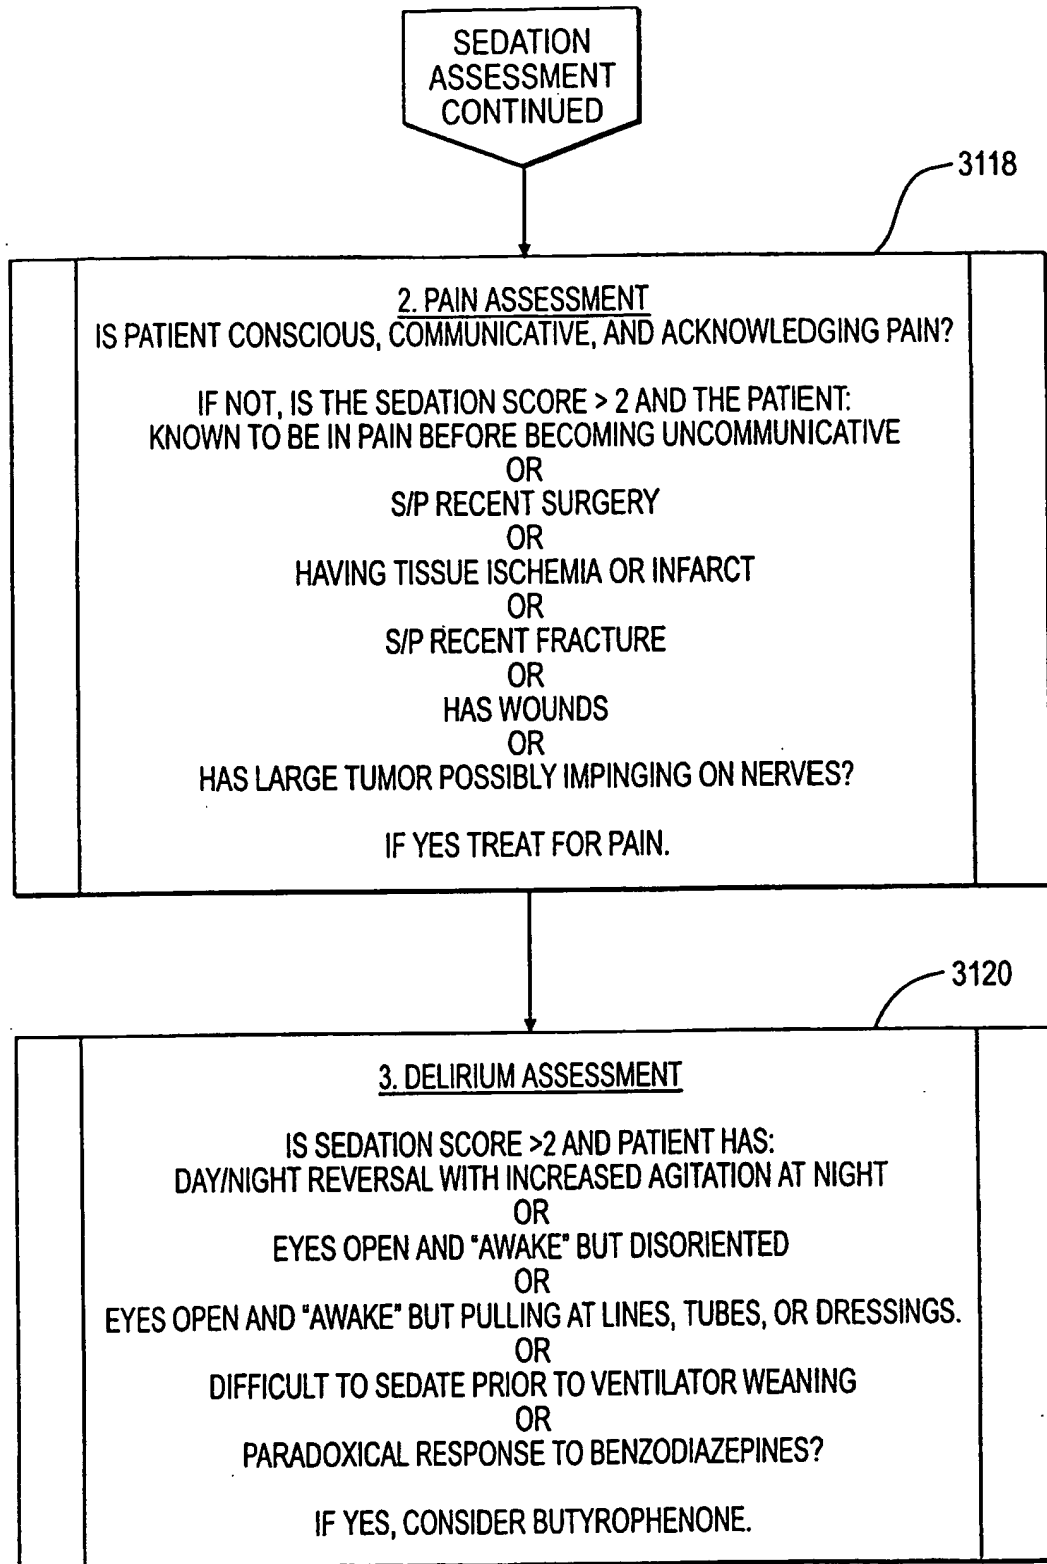 SEDATION
ASSESSMENT
CONTINUED
3118
2. PAIN ASSESSMENT
IS PATIENT CONSCIOUS, COMMUNICATIVE, AND ACKNOWLEDGING PAIN?
IF NOT, IS THE SEDATION SCORE > 2 AND THE PATIENT:
KNOWN TO BE IN PAIN BEFORE BECOMING UNCOMMUNICATIVE
OR
S/P RECENT SURGERY
OR
HAVING TISSUE ISCHEMIA OR INFARCT
OR
S/P RECENT FRACTURE
OR
HAS WOUNDS
OR
HAS LARGE TUMOR POSSIBLY IMPINGING ON NERVES?
IF YES TREAT FOR PAIN.
3120
3. DELIRIUM ASSESSMENT
IS SEDATION SCORE >2 AND PATIENT HAS:
DAY/NIGHT REVERSAL WITH INCREASED AGITATION AT NIGHT
OR
EYES OPEN AND "AWAKE" BUT DISORIENTED
OR
EYES OPEN AND "AWAKE" BUT PULLING AT LINES, TUBES, OR DRESSINGS.
OR
DIFFICULT TO SEDATE PRIOR TO VENTILATOR WEANING
OR
PARADOXICAL RESPONSE TO BENZODIAZEPINES?
IF YES, CONSIDER BUTYROPHENONE.